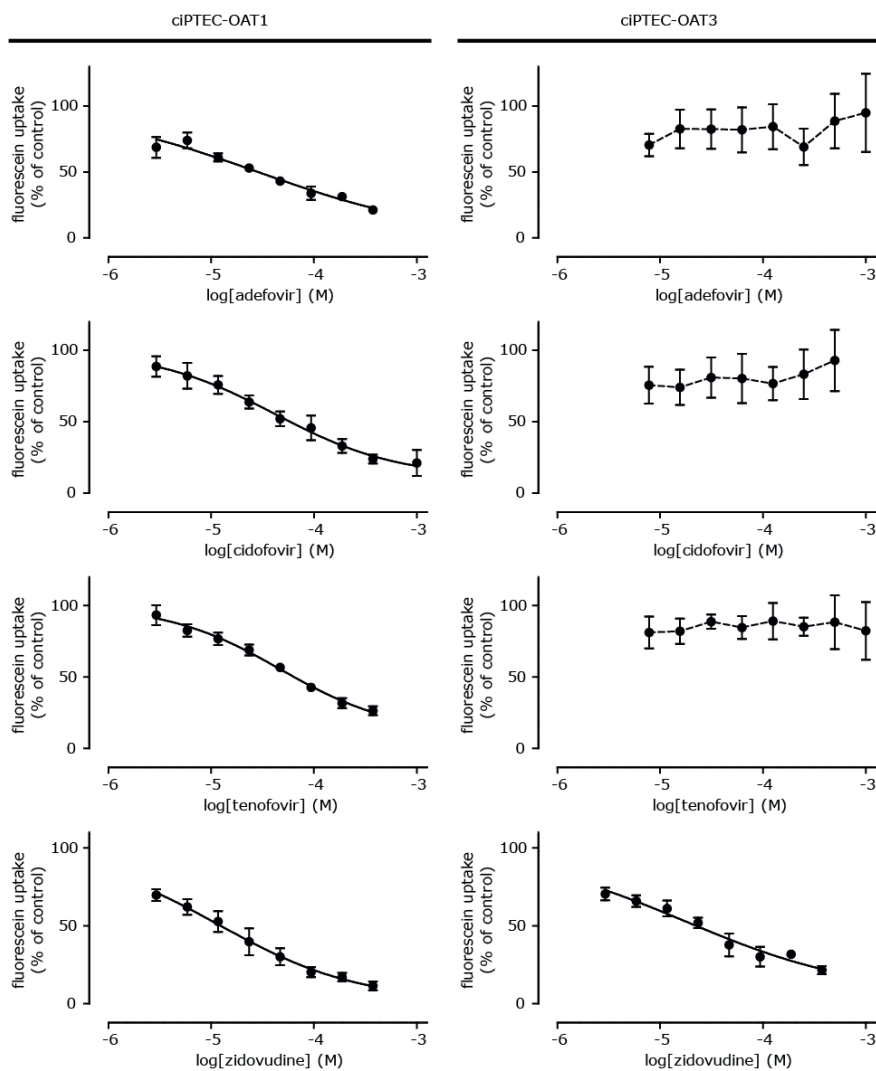 ciPTEC-OAT1
ciPTEC-OAT3
fluorescein uptake
(% of control)
100
50
0
-6 -5 -4 -3
log[adefovir] (M)
fluorescein uptake
(% of control)
100
50
0
-6 -5 -4 -3
log[adefovir] (M)
fluorescein uptake
(% of control)
100
50
0
-6 -5 -4 -3
log[cidofovir] (M)
fluorescein uptake
(% of control)
100
50
0
-6 -5 -4 -3
log[cidofovir] (M)
fluorescein uptake
(% of control)
100
50
0
-6 -5 -4 -3
log[tenofovir] (M)
fluorescein uptake
(% of control)
100
50
0
-6 -5 -4 -3
log[tenofovir] (M)
fluorescein uptake
(% of control)
100
50
0
-6 -5 -4 -3
log[zidovudine] (M)
fluorescein uptake
(% of control)
100
50
0
-6 -5 -4 -3
log[zidovudine] (M)